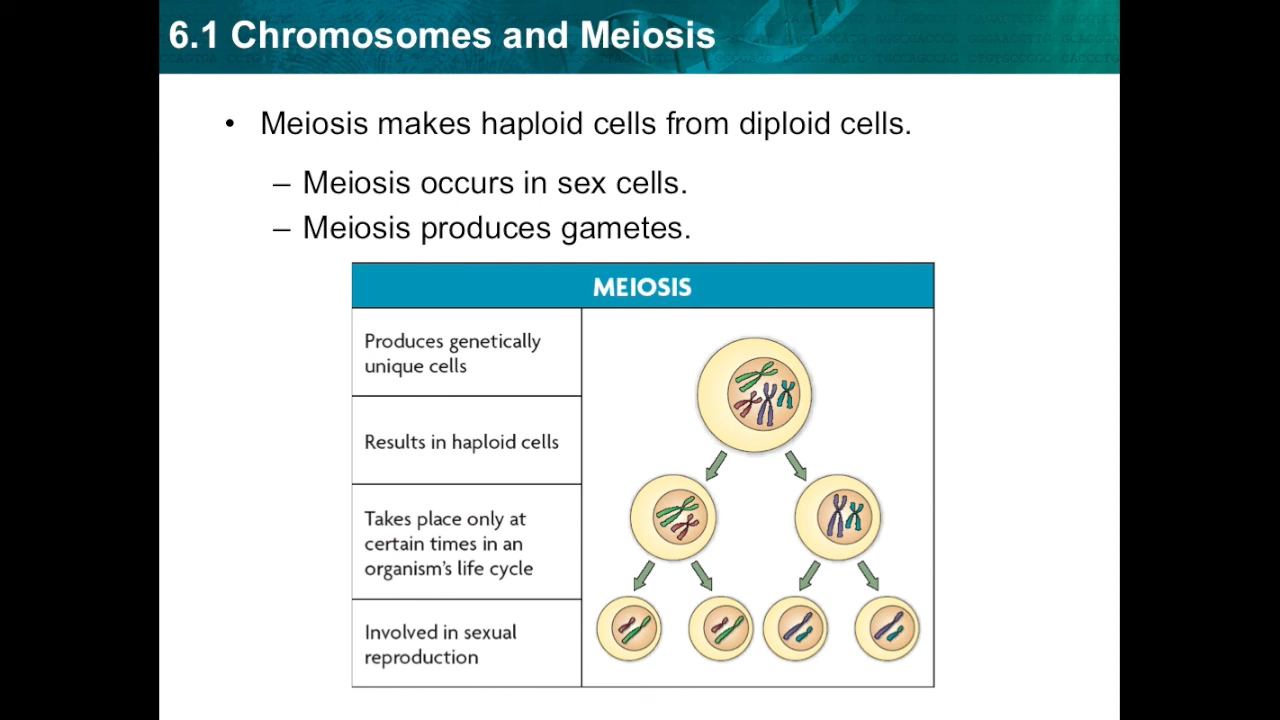 6.1 Chromosomes and Meiosis
• Meiosis makes haploid cells from diploid cells.
– Meiosis occurs in sex cells.
– Meiosis produces gametes.
MEIOSIS
Produces genetically
unique cells
Results in haploid cells
Takes place only at
certain times in an
organism's life cycle
Involved in sexual
reproduction